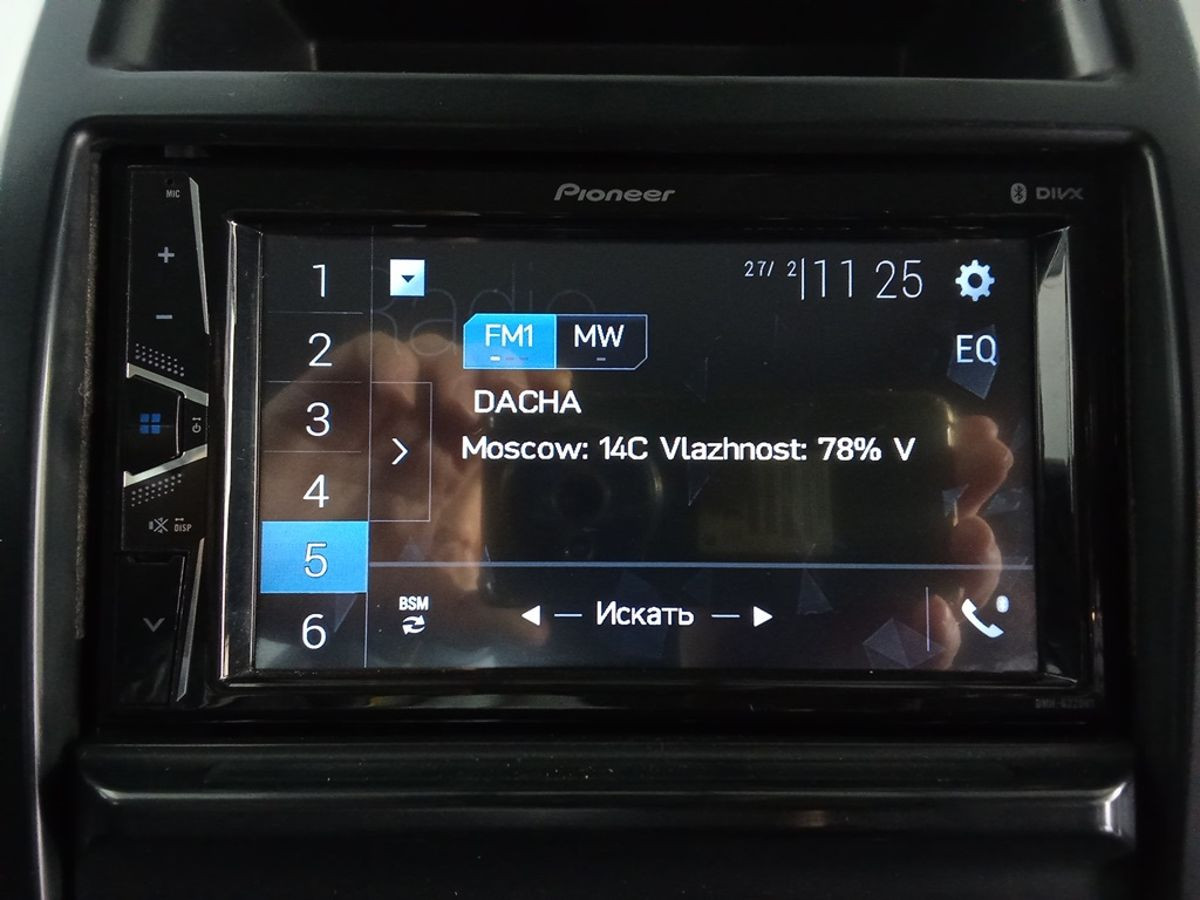 Pioneer
DIVX
MIC
27/ 2 11 25
1
2
3
4
5
6
Radio
FM1 MW
EQ
DACHA
Moscow: 14C Vlazhnost: 78% V
DISP
BSM
Искать